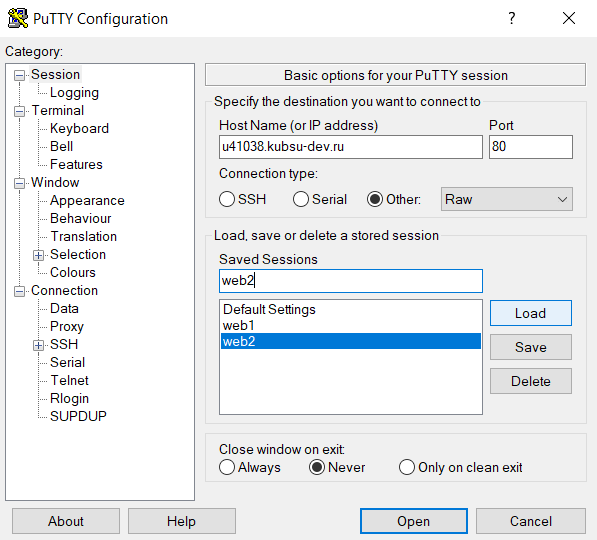 PuTTY Configuration
?
Category:
Session
Logging
Terminal
Keyboard
Bell
Features
Window
Appearance
Behaviour
Translation
Selection
Colours
Connection
Data
Proxy
SSH
Serial
Telnet
Rlogin
SUPDUP
Basic options for your PuTTY session
Specify the destination you want to connect to
Host Name (or IP address) Port
u41038.kubsu-dev.ru 80
Connection type:
SSH Serial Other: Raw
Load, save or delete a stored session
Saved Sessions
web2
Default Settings
web1
web2
Load
Save
Delete
Close window on exit:
Always Never Only on clean exit
About Help Open Cancel